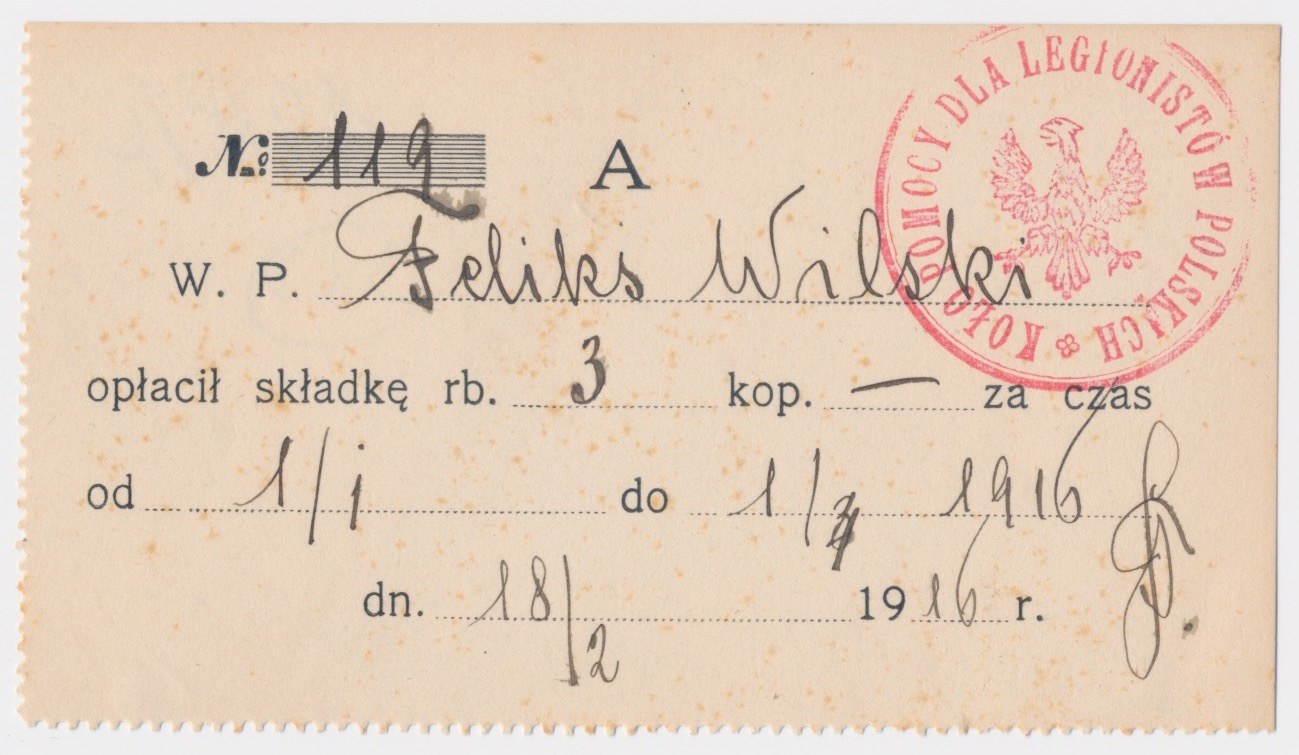 № 119 A
KOŁO POMOCY DLA LEGIONISTÓW POLSKICH
W. P. Feliks Wilski
opłacił składkę rb. 3 kop. — za czas
od 1/I do 1/ 1916
dn. 18/2 1916 r.